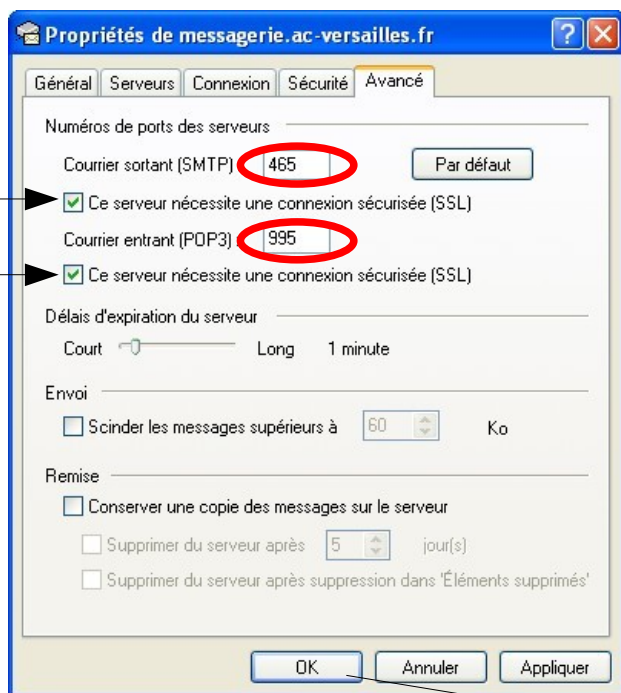 Propriétés de messagerie.ac-versailles.fr
Général Serveurs Connexion Sécurité Avancé
Numéros de ports des serveurs
Courrier sortant (SMTP) 465 Par défaut
Ce serveur nécessite une connexion sécurisée (SSL)
Courrier entrant (POP3) : 995
Ce serveur nécessite une connexion sécurisée (SSL)
Délais d'expiration du serveur
Court Long 1 minute
Envoi
Scinder les messages supérieurs à 60 Ko
Remise
Conserver une copie des messages sur le serveur
Supprimer du serveur après 5 jour(s)
Supprimer du serveur après suppression dans 'Éléments supprimés'
OK Annuler Appliquer